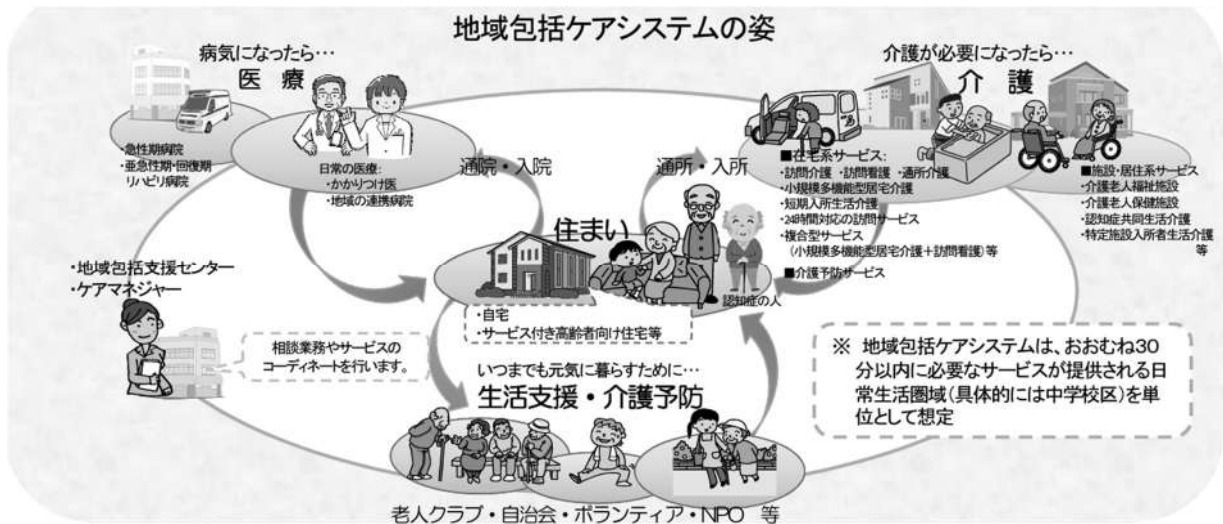 地域包括ケアシステムの姿
病気になったら…
医 療
・急性期病院
・亜急性期・回復期
リハビリ病院
日常の医療:
・かかりつけ医
・地域の連携病院
通院・入院
介護が必要になったら…
介 護
通所・入所
■在宅系サービス:
・訪問介護 ・訪問看護 ・通所介護
・小規模多機能型居宅介護
・短期入所生活介護
・24時間対応の訪問サービス
・複合型サービス
(小規模多機能型居宅介護+訪問看護)等
■介護予防サービス
■施設・居住系サービス
・介護老人福祉施設
・介護老人保健施設
・認知症共同生活介護
・特定施設入所者生活介護
等
住まい
認知症の人
・自宅
・サービス付き高齢者向け住宅等
・地域包括支援センター
・ケアマネジャー
相談業務やサービスの
コーディネートを行います。
いつまでも元気に暮らすために…
生活支援・介護予防
老人クラブ・自治会・ボランティア・NPO 等
※ 地域包括ケアシステムは、おおむね30
分以内に必要なサービスが提供される日
常生活圏域(具体的には中学校区)を単
位として想定